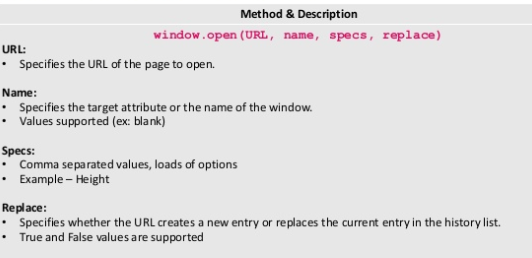 Method & Description
window.open(URL, name, specs, replace)
URL:
• Specifies the URL of the page to open.
Name:
• Specifies the target attribute or the name of the window.
• Values supported (ex: blank)
Specs:
• Comma separated values, loads of options
• Example – Height
Replace:
• Specifies whether the URL creates a new entry or replaces the current entry in the history list.
• True and False values are supported